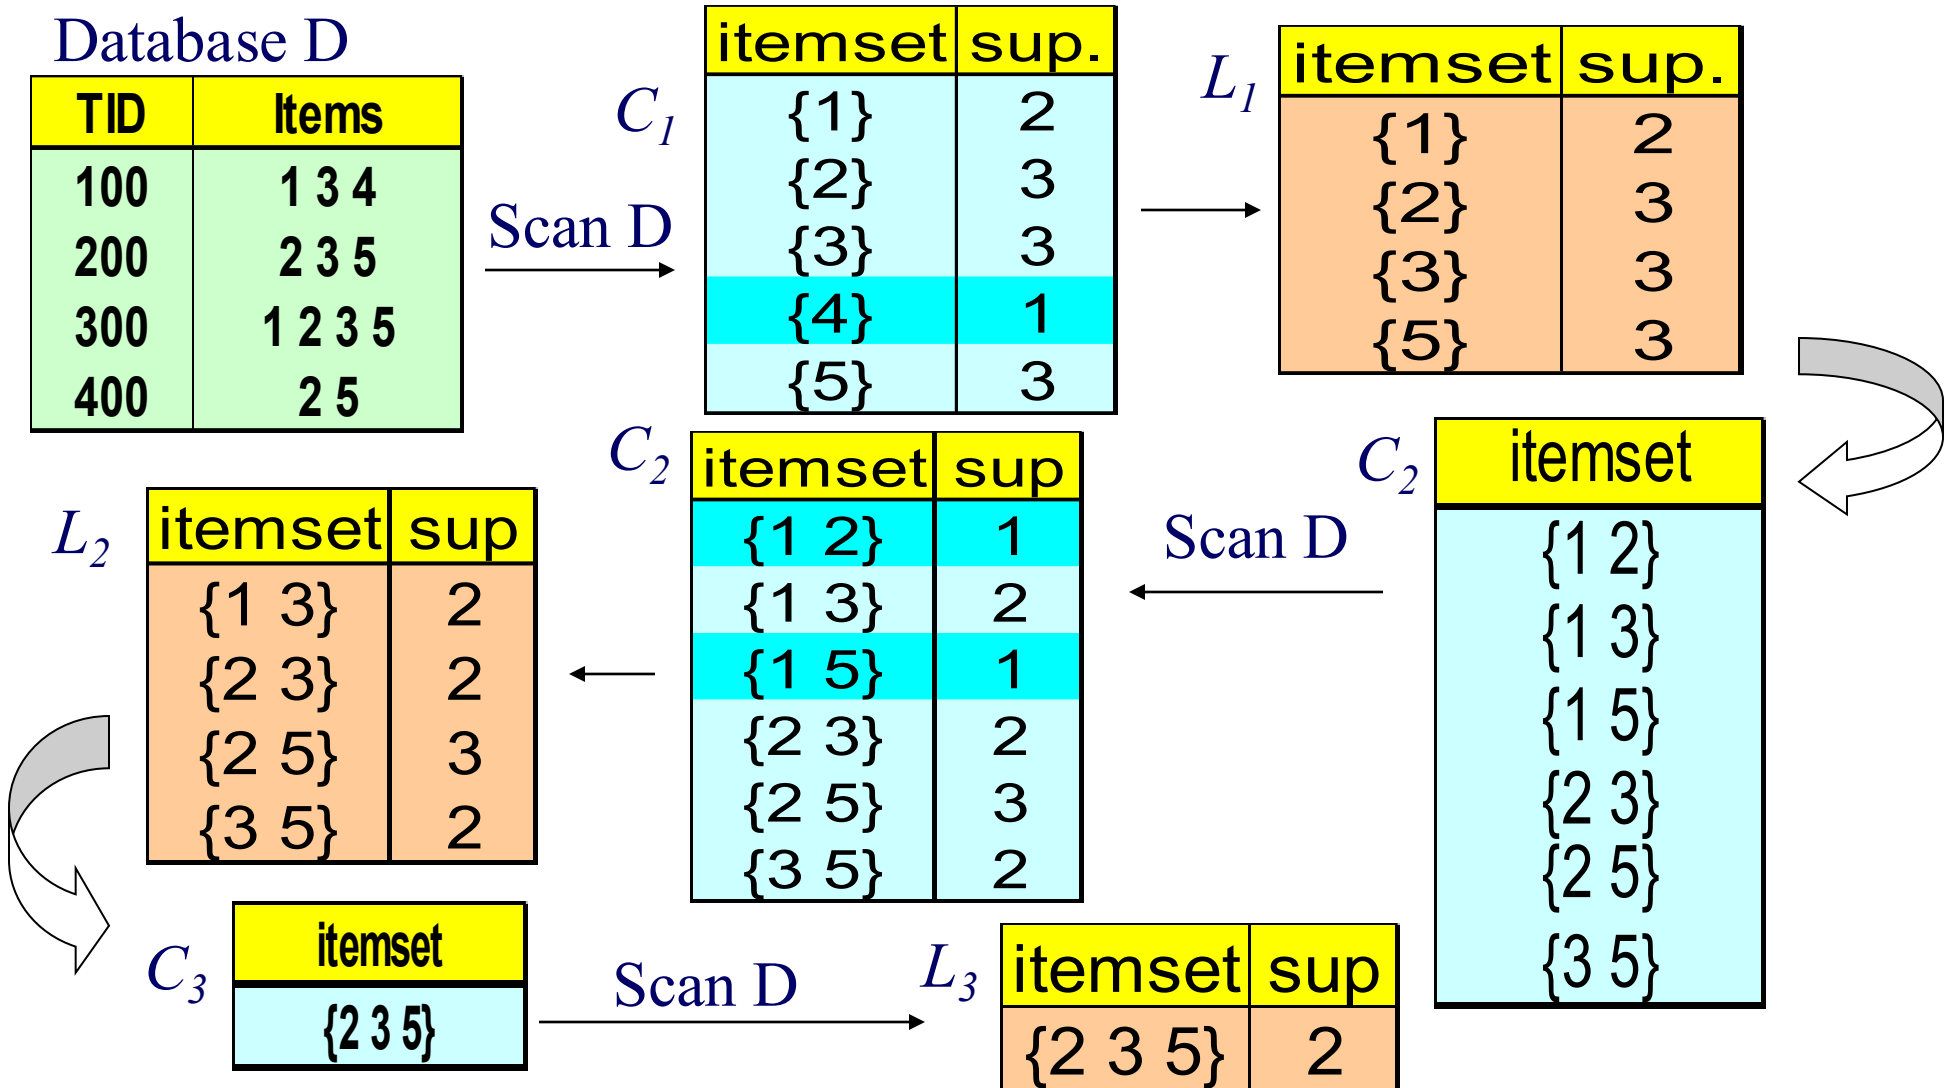 Database D
TID Items
100 1 3 4
200 2 3 5
300 1 2 3 5
400 2 5
Scan D
C1
itemset sup.
{1} 2
{2} 3
{3} 3
{4} 1
{5} 3
L1
itemset sup.
{1} 2
{2} 3
{3} 3
{5} 3
C2
itemset
{1 2}
{1 3}
{1 5}
{2 3}
{2 5}
{3 5}
Scan D
C2
itemset sup
{1 2} 1
{1 3} 2
{1 5} 1
{2 3} 2
{2 5} 3
{3 5} 2
L2
itemset sup
{1 3} 2
{2 3} 2
{2 5} 3
{3 5} 2
C3
itemset
{2 3 5}
Scan D
L3
itemset sup
{2 3 5} 2